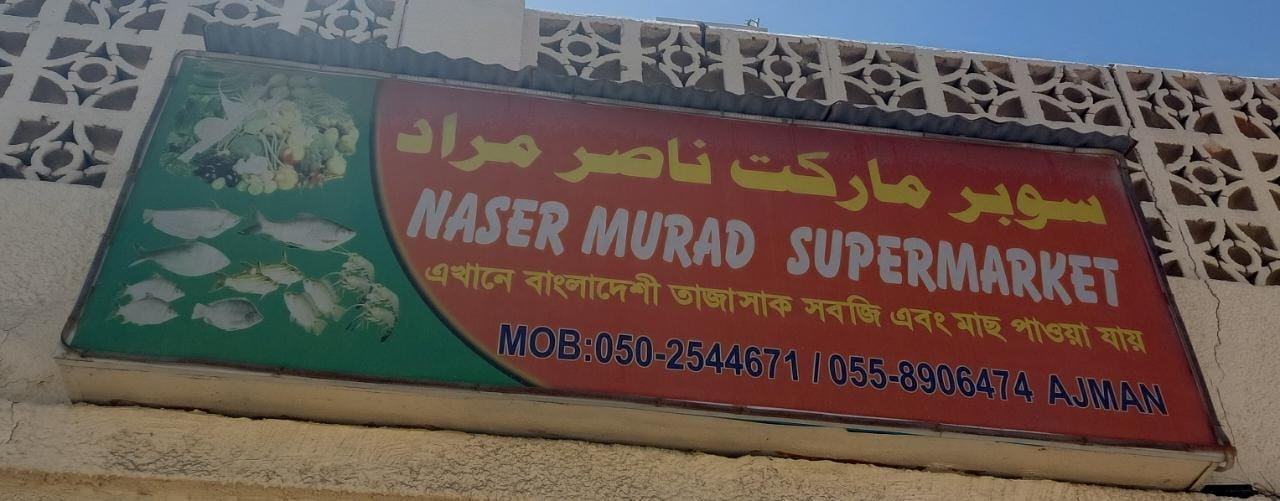 سوبر ماركت ناصر مراد
NASER MURAD SUPERMARKET
এখানে বাংলাদেশী তাজাসাক সবজি এবং মাছ পাওয়া যায়
MOB:050-2544671 / 055-8906474 AJMAN